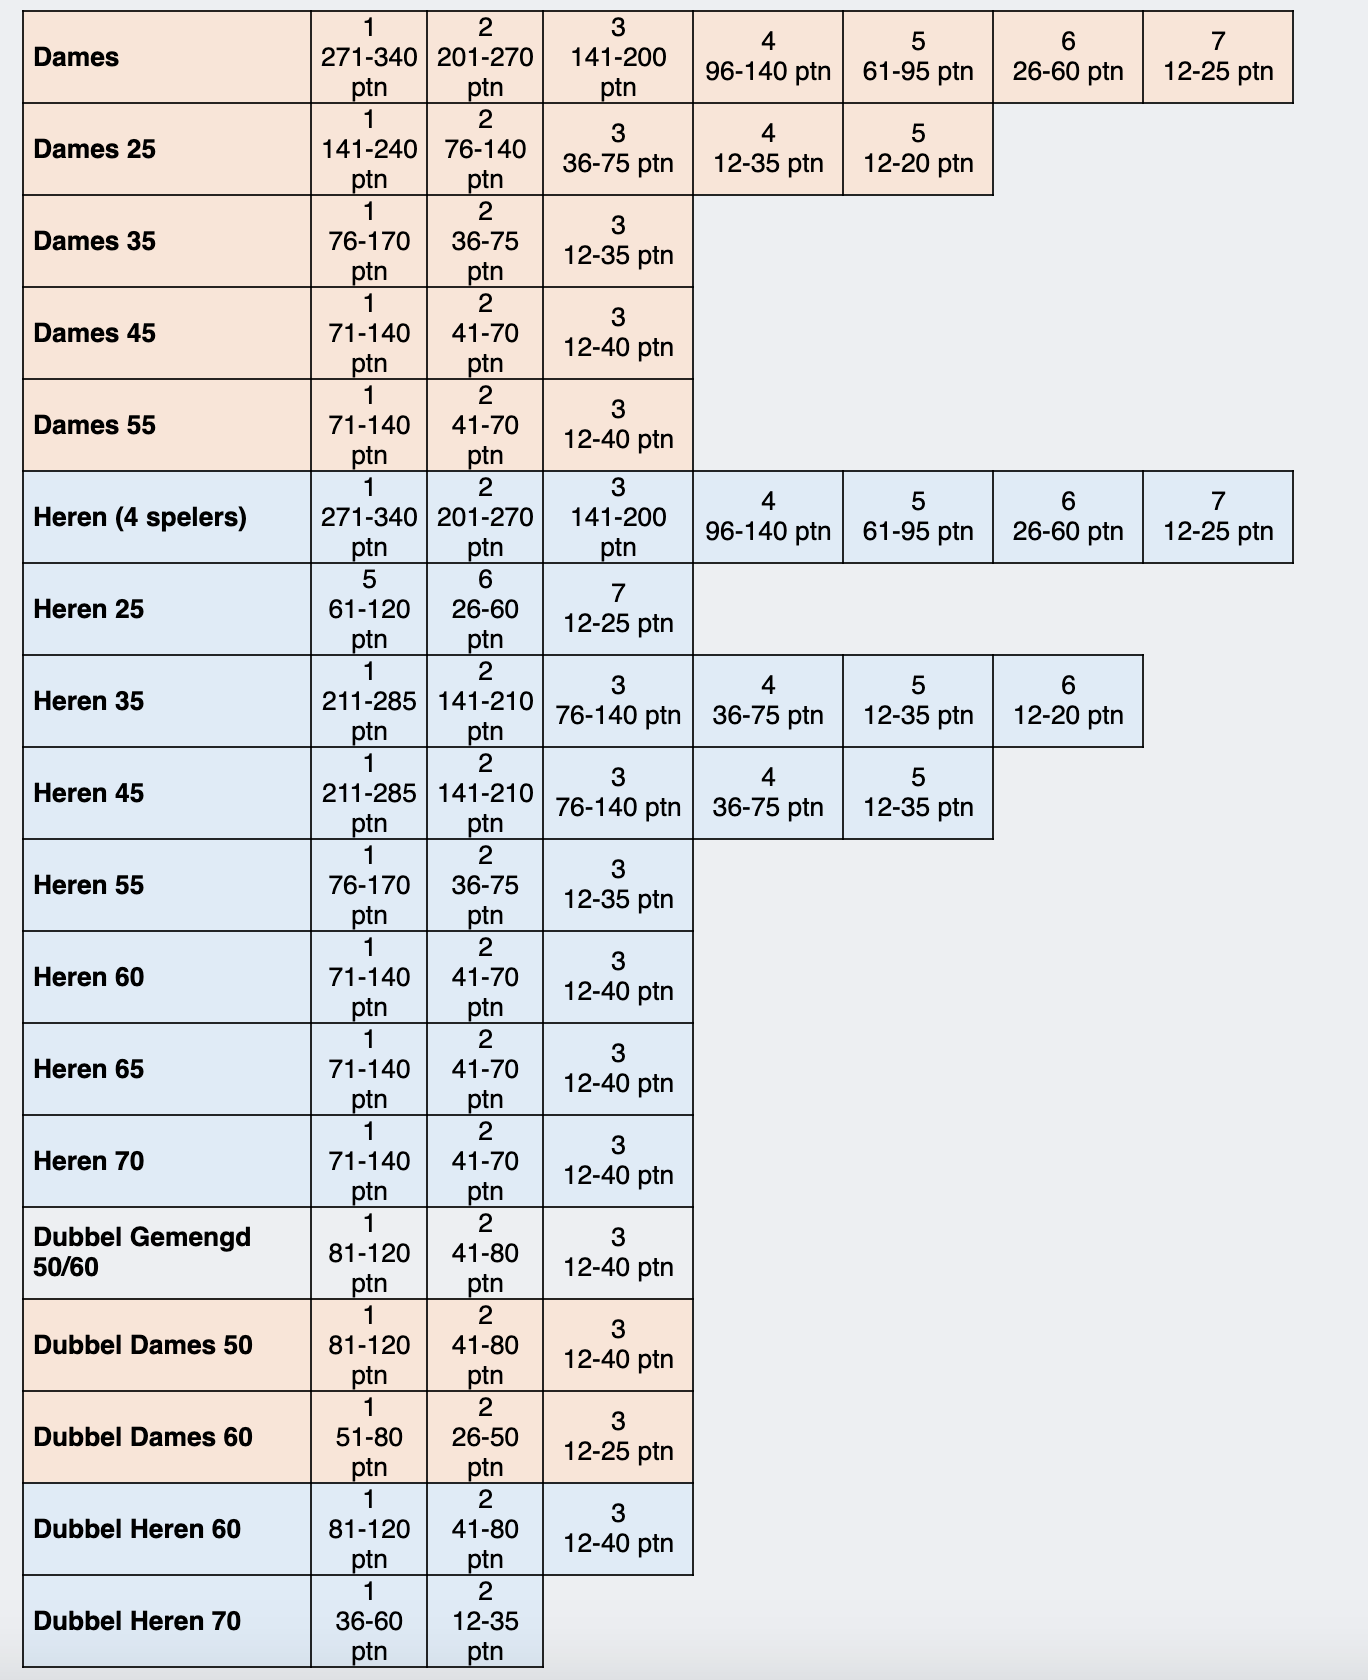 Dames
1
271-340
ptn
2
201-270
ptn
3
141-200
ptn
4
96-140 ptn
5
61-95 ptn
6
26-60 ptn
7
12-25 ptn
Dames 25
1
141-240
ptn
2
76-140
ptn
3
36-75 ptn
4
12-35 ptn
5
12-20 ptn
Dames 35
1
76-170
ptn
2
36-75
ptn
3
12-35 ptn
Dames 45
1
71-140
ptn
2
41-70
ptn
3
12-40 ptn
Dames 55
1
71-140
ptn
2
41-70
ptn
3
12-40 ptn
Heren (4 spelers)
1
271-340
ptn
2
201-270
ptn
3
141-200
ptn
4
96-140 ptn
5
61-95 ptn
6
26-60 ptn
7
12-25 ptn
Heren 25
5
61-120
ptn
6
26-60
ptn
7
12-25 ptn
Heren 35
1
211-285
ptn
2
141-210
ptn
3
76-140 ptn
4
36-75 ptn
5
12-35 ptn
6
12-20 ptn
Heren 45
1
211-285
ptn
2
141-210
ptn
3
76-140 ptn
4
36-75 ptn
5
12-35 ptn
Heren 55
1
76-170
ptn
2
36-75
ptn
3
12-35 ptn
Heren 60
1
71-140
ptn
2
41-70
ptn
3
12-40 ptn
Heren 65
1
71-140
ptn
2
41-70
ptn
3
12-40 ptn
Heren 70
1
71-140
ptn
2
41-70
ptn
3
12-40 ptn
Dubbel Gemengd
50/60
1
81-120
ptn
2
41-80
ptn
3
12-40 ptn
Dubbel Dames 50
1
81-120
ptn
2
41-80
ptn
3
12-40 ptn
Dubbel Dames 60
1
51-80
ptn
2
26-50
ptn
3
12-25 ptn
Dubbel Heren 60
1
81-120
ptn
2
41-80
ptn
3
12-40 ptn
Dubbel Heren 70
1
36-60
ptn
2
12-35
ptn